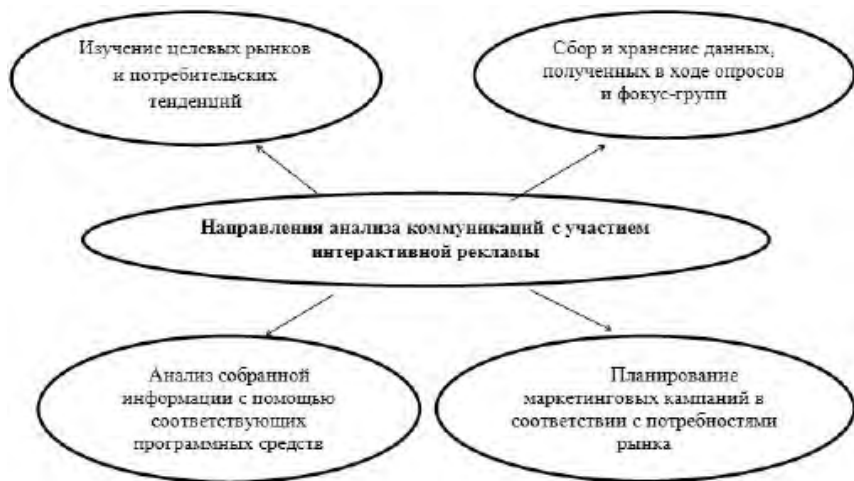 Изучение целевых рынков
и потребительских
тенденций
Сбор и хранение данных,
полученных в ходе опросов
и фокус-групп
Направления анализа коммуникаций с участием
интерактивной рекламы
Анализ собранной
информации с помощью
соответствующих
программных средств
Планирование
маркетинговых кампаний в
соответствии с потребностями
рынка